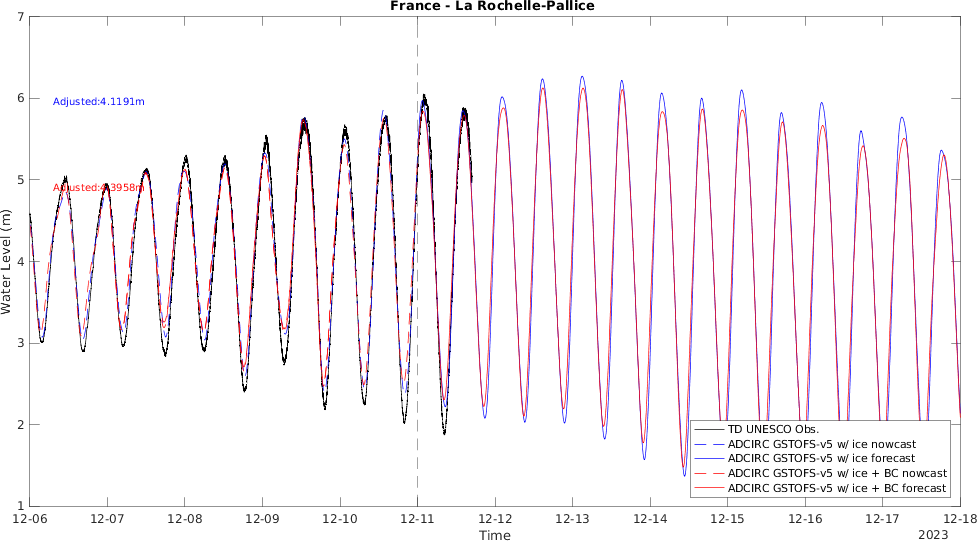 France - La Rochelle-Pallice
7
6
5
4
3
2
1
Water Level (m)
Adjusted:4.1191m
Adjusted:4.3958m
TD UNESCO Obs.
ADCIRC GSTOFS-v5 w/ ice nowcast
ADCIRC GSTOFS-v5 w/ ice forecast
ADCIRC GSTOFS-v5 w/ ice + BC nowcast
ADCIRC GSTOFS-v5 w/ ice + BC forecast
12-06 12-07 12-08 12-09 12-10 12-11 12-12 12-13 12-14 12-15 12-16 12-17 12-18
Time
2023